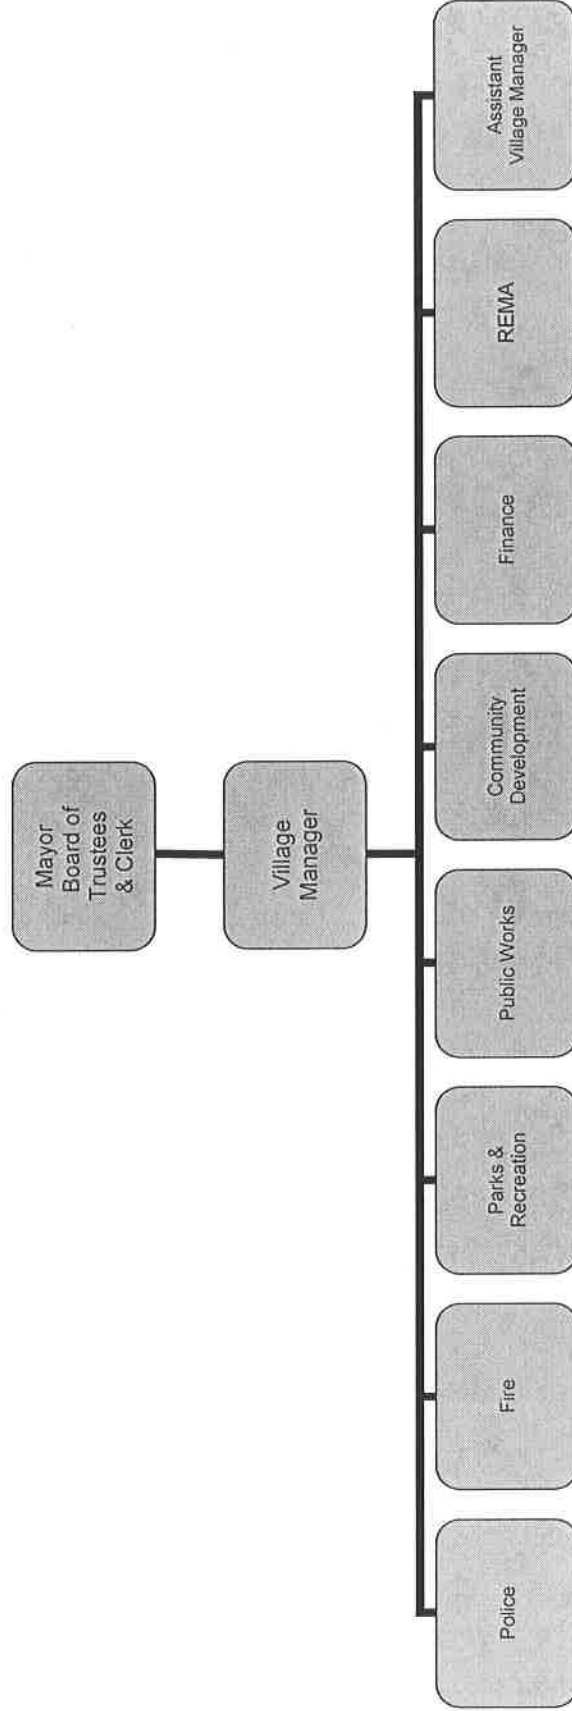 Mayor
Board of
Trustees
& Clerk
Village
Manager
Police
Fire
Parks &
Recreation
Public Works
Community
Development
Finance
REMA
Assistant
Village Manager